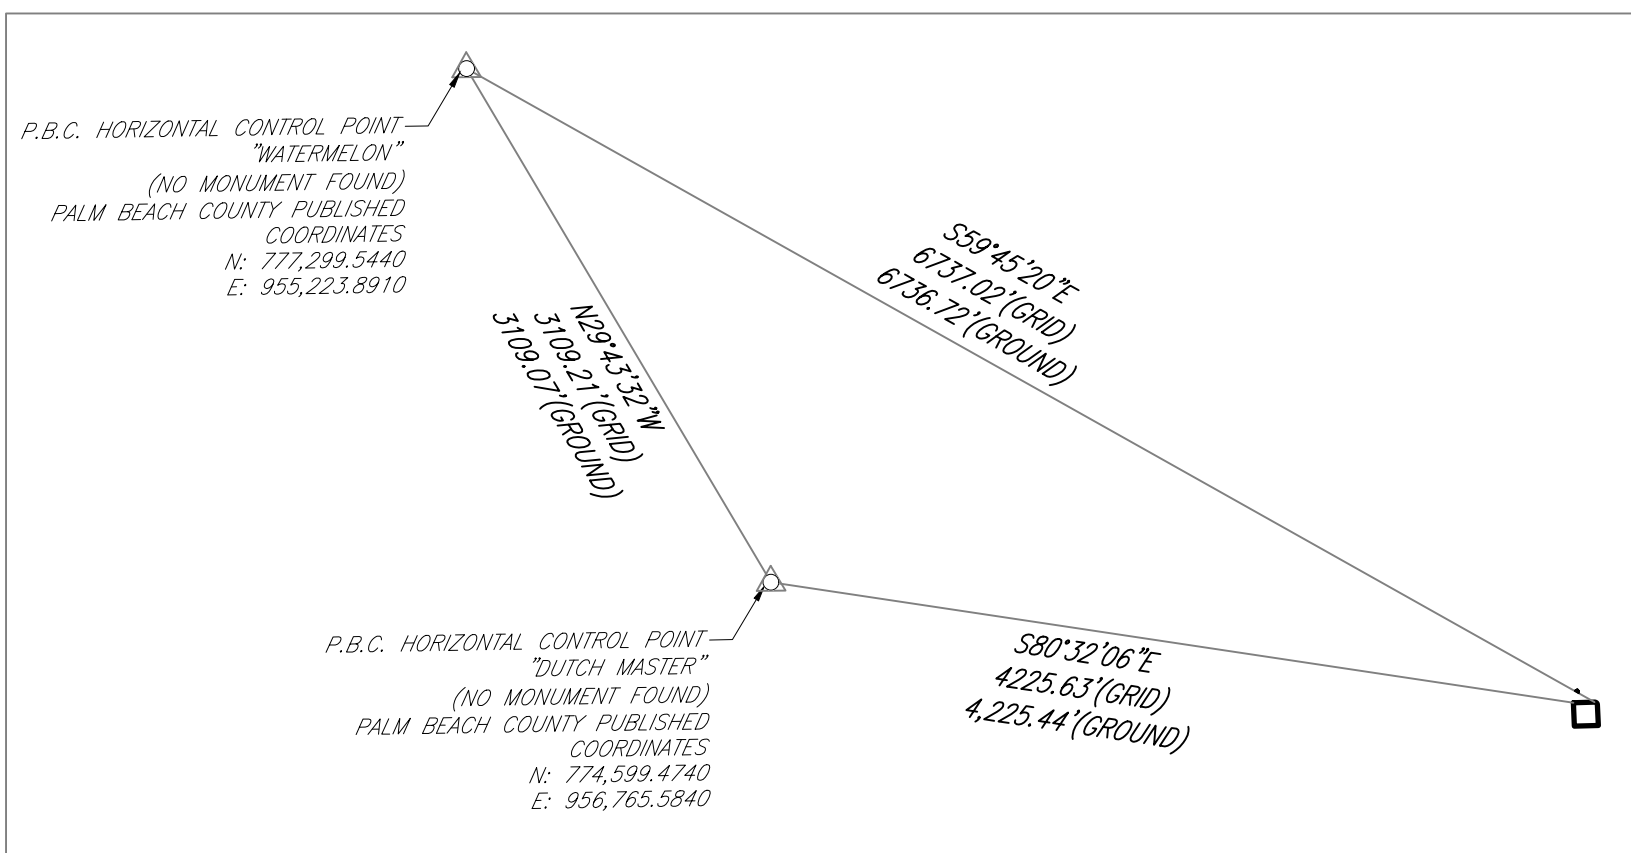 P.B.C. HORIZONTAL CONTROL POINT
"WATERMELON"
(NO MONUMENT FOUND)
PALM BEACH COUNTY PUBLISHED
COORDINATES
N: 777,299.5440
E: 955,223.8910
S59°45'20"E
6737.02'(GRID)
6736.72'(GROUND)
N29°43'32"W
3109.21'(GRID)
3109.07'(GROUND)
P.B.C. HORIZONTAL CONTROL POINT
"DUTCH MASTER"
(NO MONUMENT FOUND)
PALM BEACH COUNTY PUBLISHED
COORDINATES
N: 774,599.4740
E: 956,765.5840
S80°32'06"E
4225.63'(GRID)
4,225.44'(GROUND)